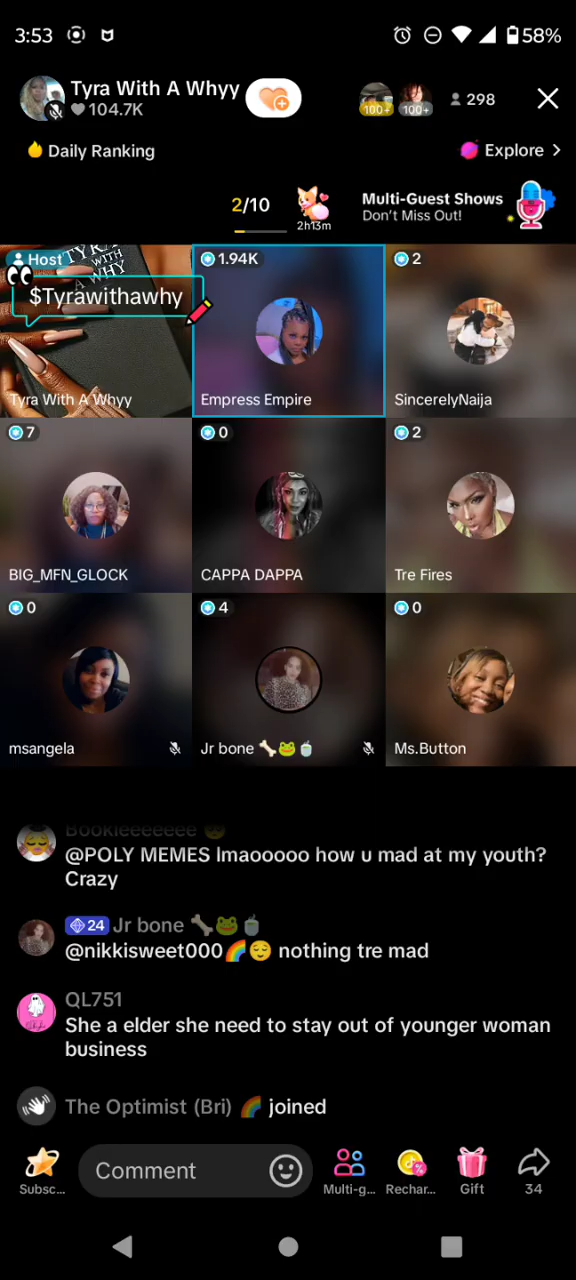 3:53
58%
Tyra With A Whyy
104.7K
100+
100+
298
Daily Ranking
Explore >
2/10
2h13m
Multi-Guest Shows
Don't Miss Out!
Host
TYRA
WITH
A WHY
$Tyrawithawhy
Tyra With A Whyy
1.94K
Empress Empire
2
SincerelyNaija
7
BIG_MFN_GLOCK
0
CAPPA DAPPA
2
Tre Fires
0
msangela
4
Jr bone 🦴🐸🧋
0
Ms.Button
Bookieeeeeee
@POLY MEMES lmaooooo how u mad at my youth?
Crazy
24 Jr bone 🦴🐸🧋
@nikkisweet000🌈😌 nothing tre mad
QL751
She a elder she need to stay out of younger woman
business
The Optimist (Bri) 🌈 joined
Comment
Subsc...
Multi-g...
Rechar...
Gift
34